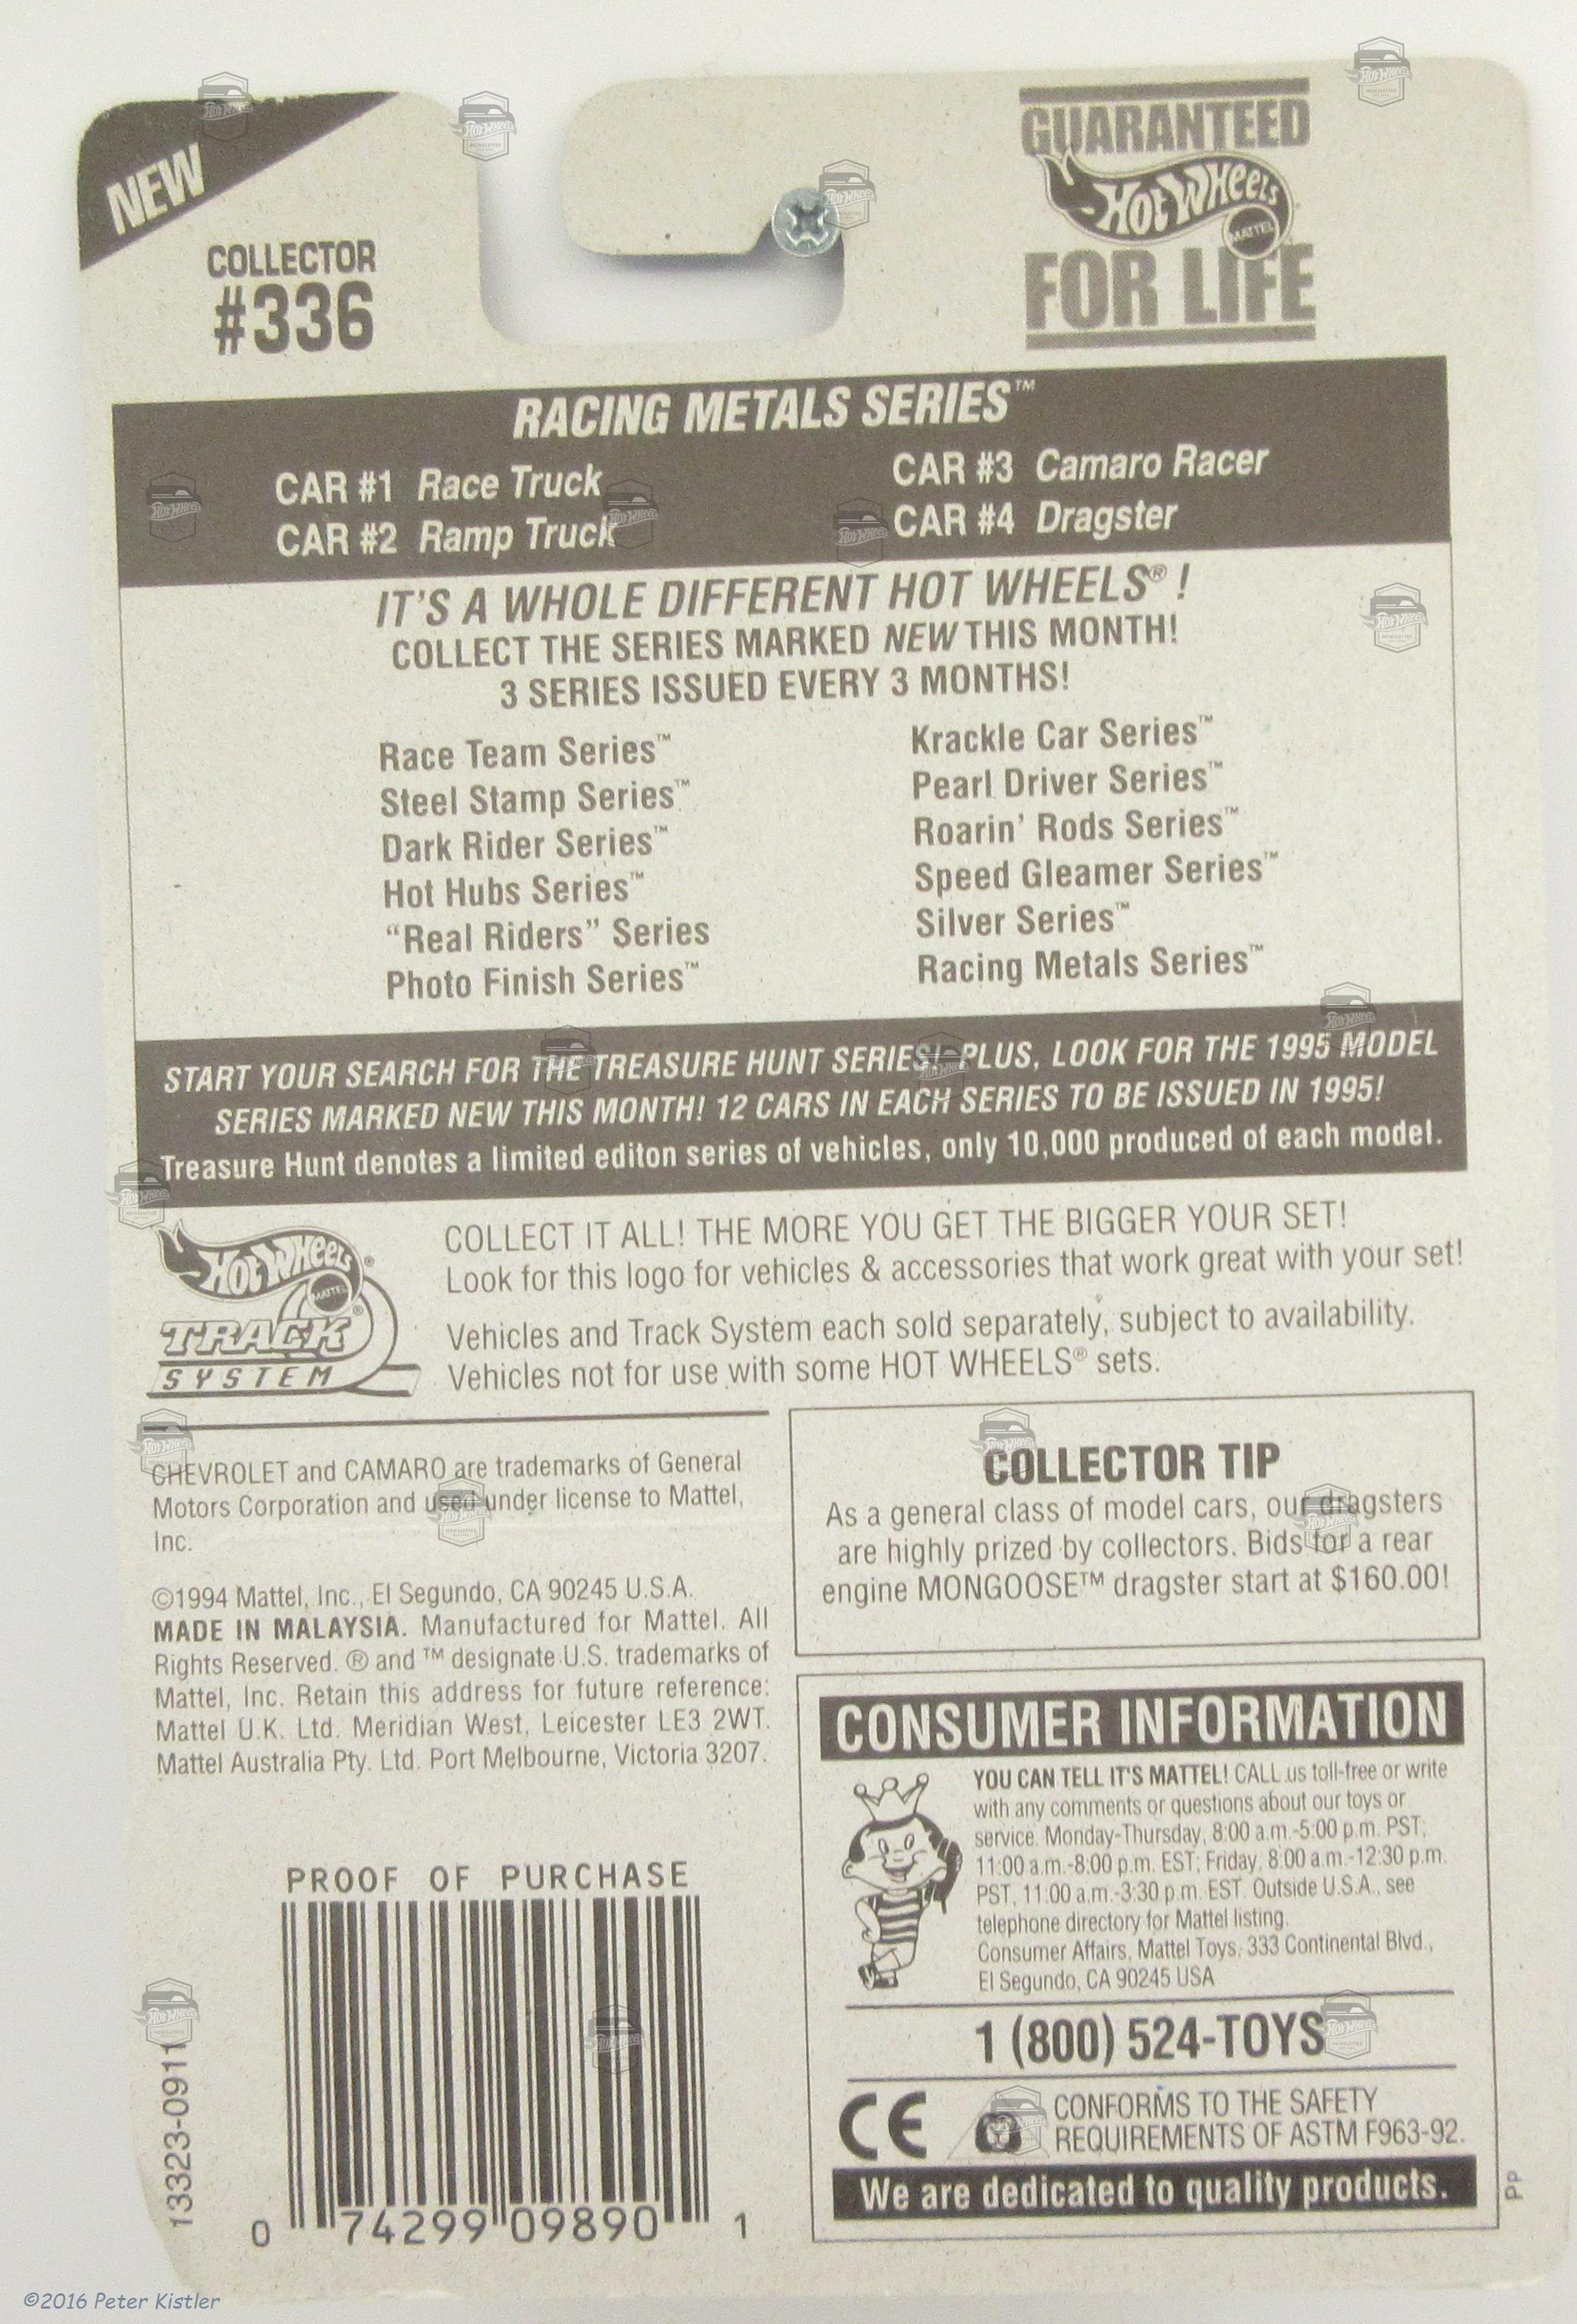 NEW
COLLECTOR
#336
GUARANTEED
HOT WHEELS
MATTEL
FOR LIFE
RACING METALS SERIES™
CAR #1 Race Truck
CAR #2 Ramp Truck
CAR #3 Camaro Racer
CAR #4 Dragster
IT'S A WHOLE DIFFERENT HOT WHEELS® !
COLLECT THE SERIES MARKED NEW THIS MONTH!
3 SERIES ISSUED EVERY 3 MONTHS!
Race Team Series™
Steel Stamp Series™
Dark Rider Series™
Hot Hubs Series™
“Real Riders” Series
Photo Finish Series™
Krackle Car Series™
Pearl Driver Series™
Roarin’ Rods Series™
Speed Gleamer Series™
Silver Series™
Racing Metals Series™
START YOUR SEARCH FOR THE TREASURE HUNT SERIES! PLUS, LOOK FOR THE 1995 MODEL
SERIES MARKED NEW THIS MONTH! 12 CARS IN EACH SERIES TO BE ISSUED IN 1995!
Treasure Hunt denotes a limited editon series of vehicles, only 10,000 produced of each model.
HOT WHEELS®
MATTEL
TRACK®
SYSTEM
COLLECT IT ALL! THE MORE YOU GET THE BIGGER YOUR SET!
Look for this logo for vehicles & accessories that work great with your set!
Vehicles and Track System each sold separately, subject to availability.
Vehicles not for use with some HOT WHEELS® sets.
CHEVROLET and CAMARO are trademarks of General
Motors Corporation and used under license to Mattel,
Inc.
©1994 Mattel, Inc., El Segundo, CA 90245 U.S.A.
MADE IN MALAYSIA. Manufactured for Mattel. All
Rights Reserved. ® and ™ designate U.S. trademarks of
Mattel, Inc. Retain this address for future reference:
Mattel U.K. Ltd. Meridian West, Leicester LE3 2WT.
Mattel Australia Pty. Ltd. Port Melbourne, Victoria 3207.
COLLECTOR TIP
As a general class of model cars, our dragsters
are highly prized by collectors. Bids for a rear
engine MONGOOSE™ dragster start at $160.00!
CONSUMER INFORMATION
YOU CAN TELL IT'S MATTEL! CALL us toll-free or write
with any comments or questions about our toys or
service. Monday-Thursday, 8:00 a.m.-5:00 p.m. PST,
11:00 a.m.-8:00 p.m. EST; Friday, 8:00 a.m.-12:30 p.m.
PST, 11:00 a.m.-3:30 p.m. EST. Outside U.S.A., see
telephone directory for Mattel listing.
Consumer Affairs, Mattel Toys, 333 Continental Blvd.,
El Segundo, CA 90245 USA
1 (800) 524-TOYS
CE
CONFORMS TO THE SAFETY
REQUIREMENTS OF ASTM F963-92.
We are dedicated to quality products.
PP
PROOF OF PURCHASE
0 74299 09890 1
13323-0911
©2016 Peter Kistler